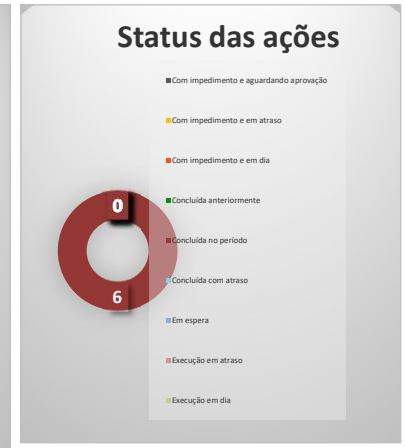 Status das ações
Com impedimento e aguardando aprovação
Com impedimento e em atraso
Com impedimento e em dia
Concluída anteriormente
0
Concluída no período
Concluída com atraso
6
Em espera
Execução em atraso
Execução em dia